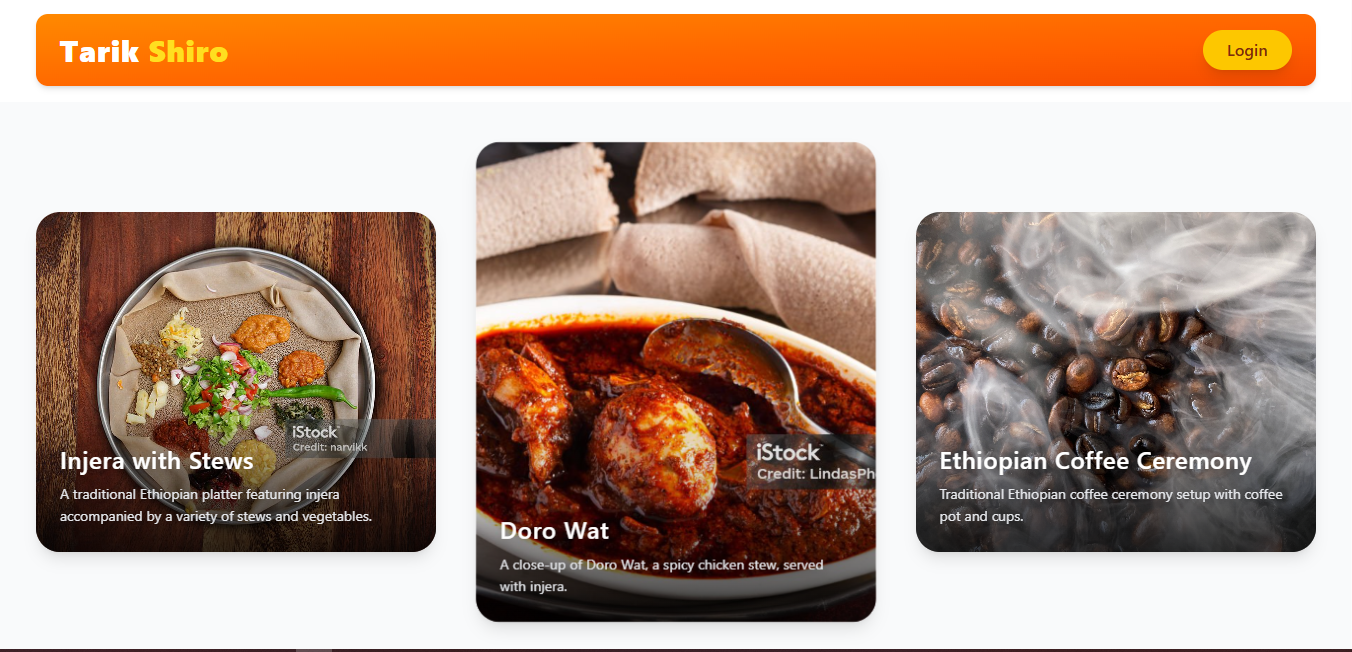 Tarik Shiro
Login
iStock
Credit: narvikk
Injera with Stews
A traditional Ethiopian platter featuring injera
accompanied by a variety of stews and vegetables.
iStock
Credit: LindasPh
Doro Wat
A close-up of Doro Wat, a spicy chicken stew, served
with injera.
Ethiopian Coffee Ceremony
Traditional Ethiopian coffee ceremony setup with coffee
pot and cups.